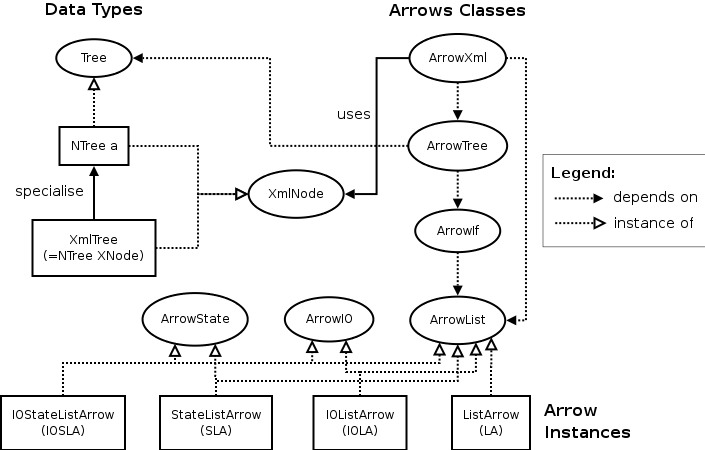 Data Types
Arrows Classes
Tree
ArrowXml
uses
NTree a
ArrowTree
specialise
XmlNode
Legend:
depends on
instance of
XmlTree
(=NTree XNode)
ArrowIf
ArrowState
ArrowIO
ArrowList
IOStateListArrow
(IOSLA)
StateListArrow
(SLA)
IOListArrow
(IOLA)
ListArrow
(LA)
Arrow
Instances